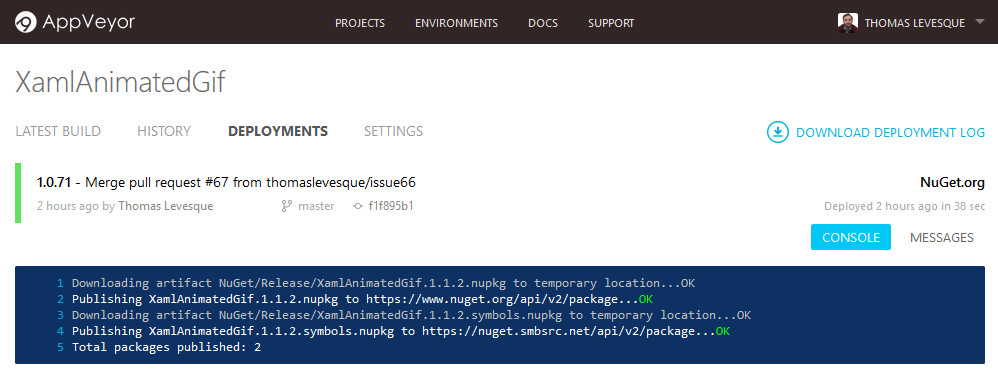 AppVeyor PROJECTS ENVIRONMENTS DOCS SUPPORT THOMAS LEVESQUE
XamlAnimatedGif
LATEST BUILD HISTORY DEPLOYMENTS SETTINGS DOWNLOAD DEPLOYMENT LOG
1.0.71 - Merge pull request #67 from thomaslevesque/issue66 NuGet.org
2 hours ago by Thomas Levesque master f1f895b1 Deployed 2 hours ago in 38 sec
CONSOLE MESSAGES
1 Downloading artifact NuGet/Release/XamlAnimatedGif.1.1.2.nupkg to temporary location...OK
2 Publishing XamlAnimatedGif.1.1.2.nupkg to https://www.nuget.org/api/v2/package...OK
3 Downloading artifact NuGet/Release/XamlAnimatedGif.1.1.2.symbols.nupkg to temporary location...OK
4 Publishing XamlAnimatedGif.1.1.2.symbols.nupkg to https://nuget.smbsrc.net/api/v2/package...OK
5 Total packages published: 2